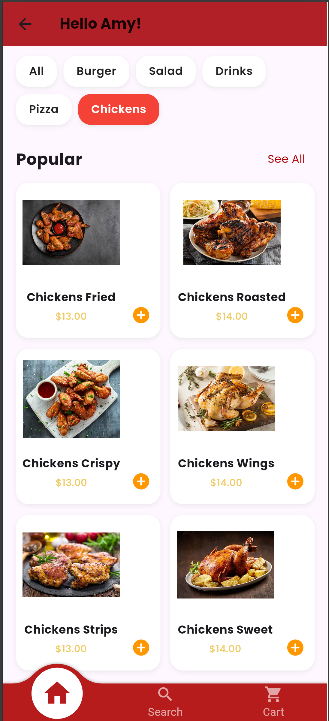 Hello Amy!
All Burger Salad Drinks
Pizza Chickens
Popular See All
Chickens Fried Chickens Roasted
$13.00 $14.00
Chickens Crispy Chickens Wings
$13.00 $14.00
Chickens Strips Chickens Sweet
$13.00 $14.00
Search Cart